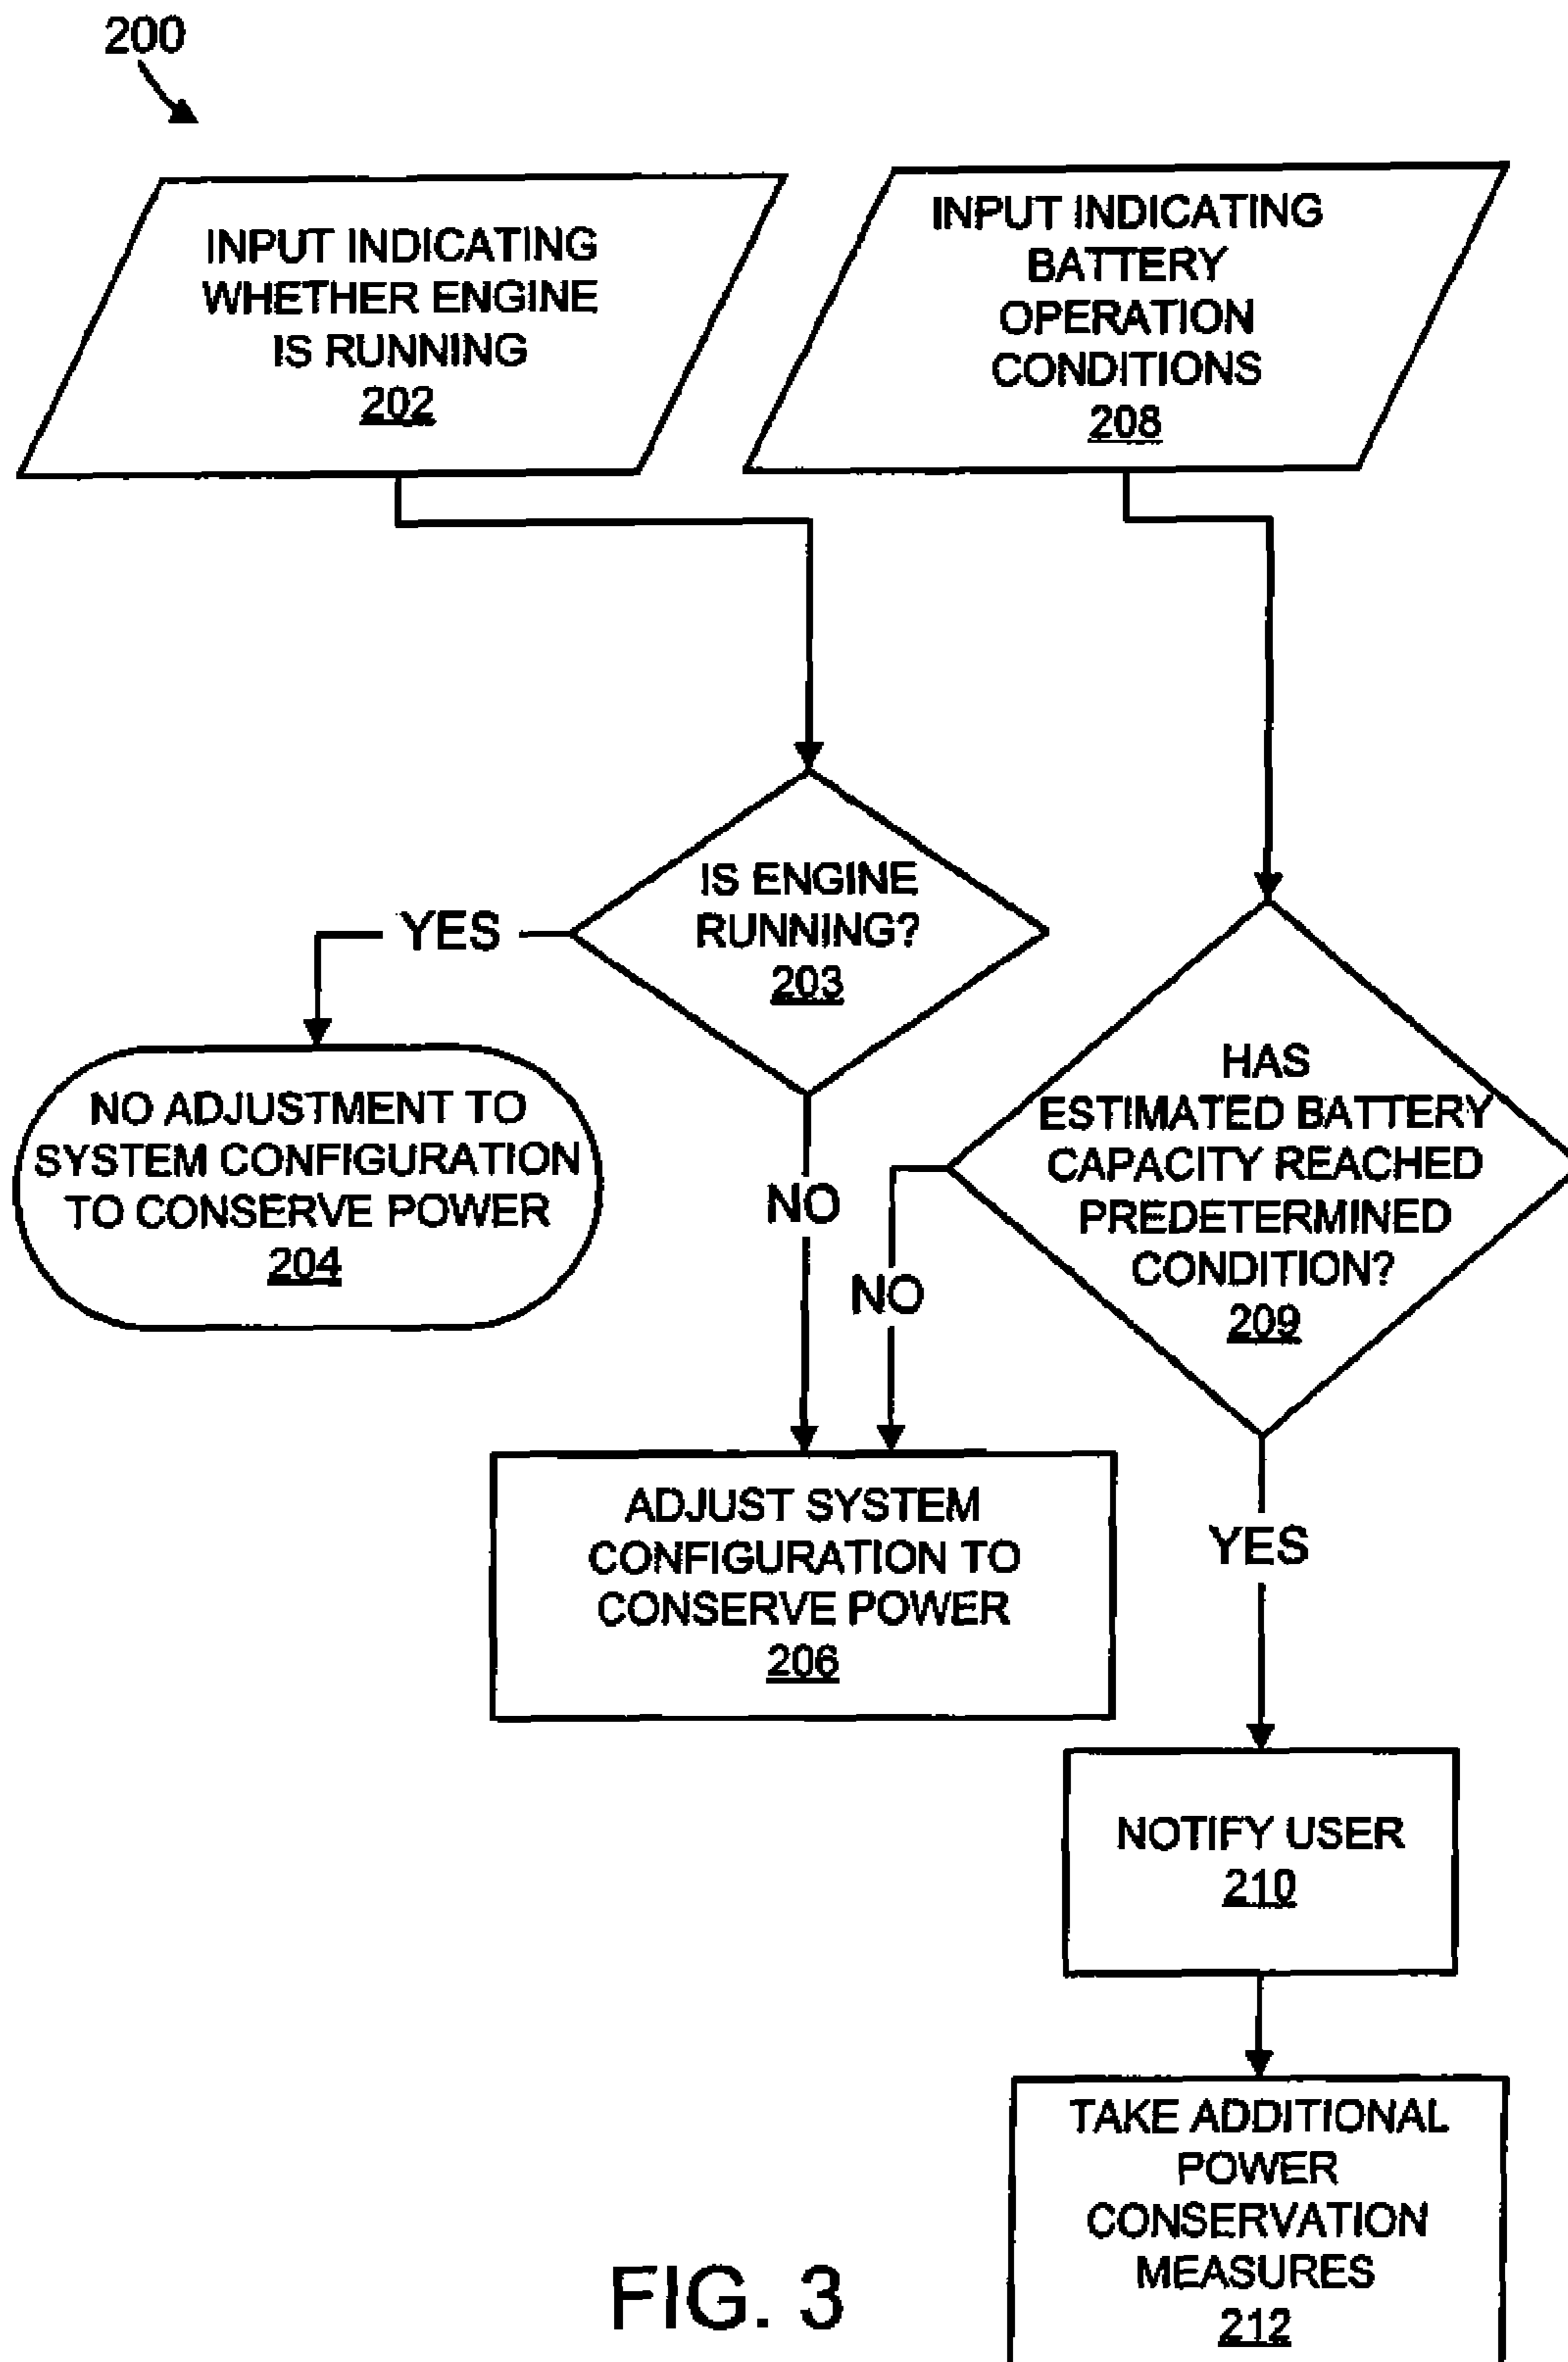 200
INPUT INDICATING
WHETHER ENGINE
IS RUNNING
202
INPUT INDICATING
BATTERY
OPERATION
CONDITIONS
208
IS ENGINE
RUNNING?
203
YES
NO ADJUSTMENT TO
SYSTEM CONFIGURATION
TO CONSERVE POWER
204
NO
HAS
ESTIMATED BATTERY
CAPACITY REACHED
PREDETERMINED
CONDITION?
209
NO
ADJUST SYSTEM
CONFIGURATION TO
CONSERVE POWER
206
YES
NOTIFY USER
210
TAKE ADDITIONAL
POWER
CONSERVATION
MEASURES
212
FIG. 3